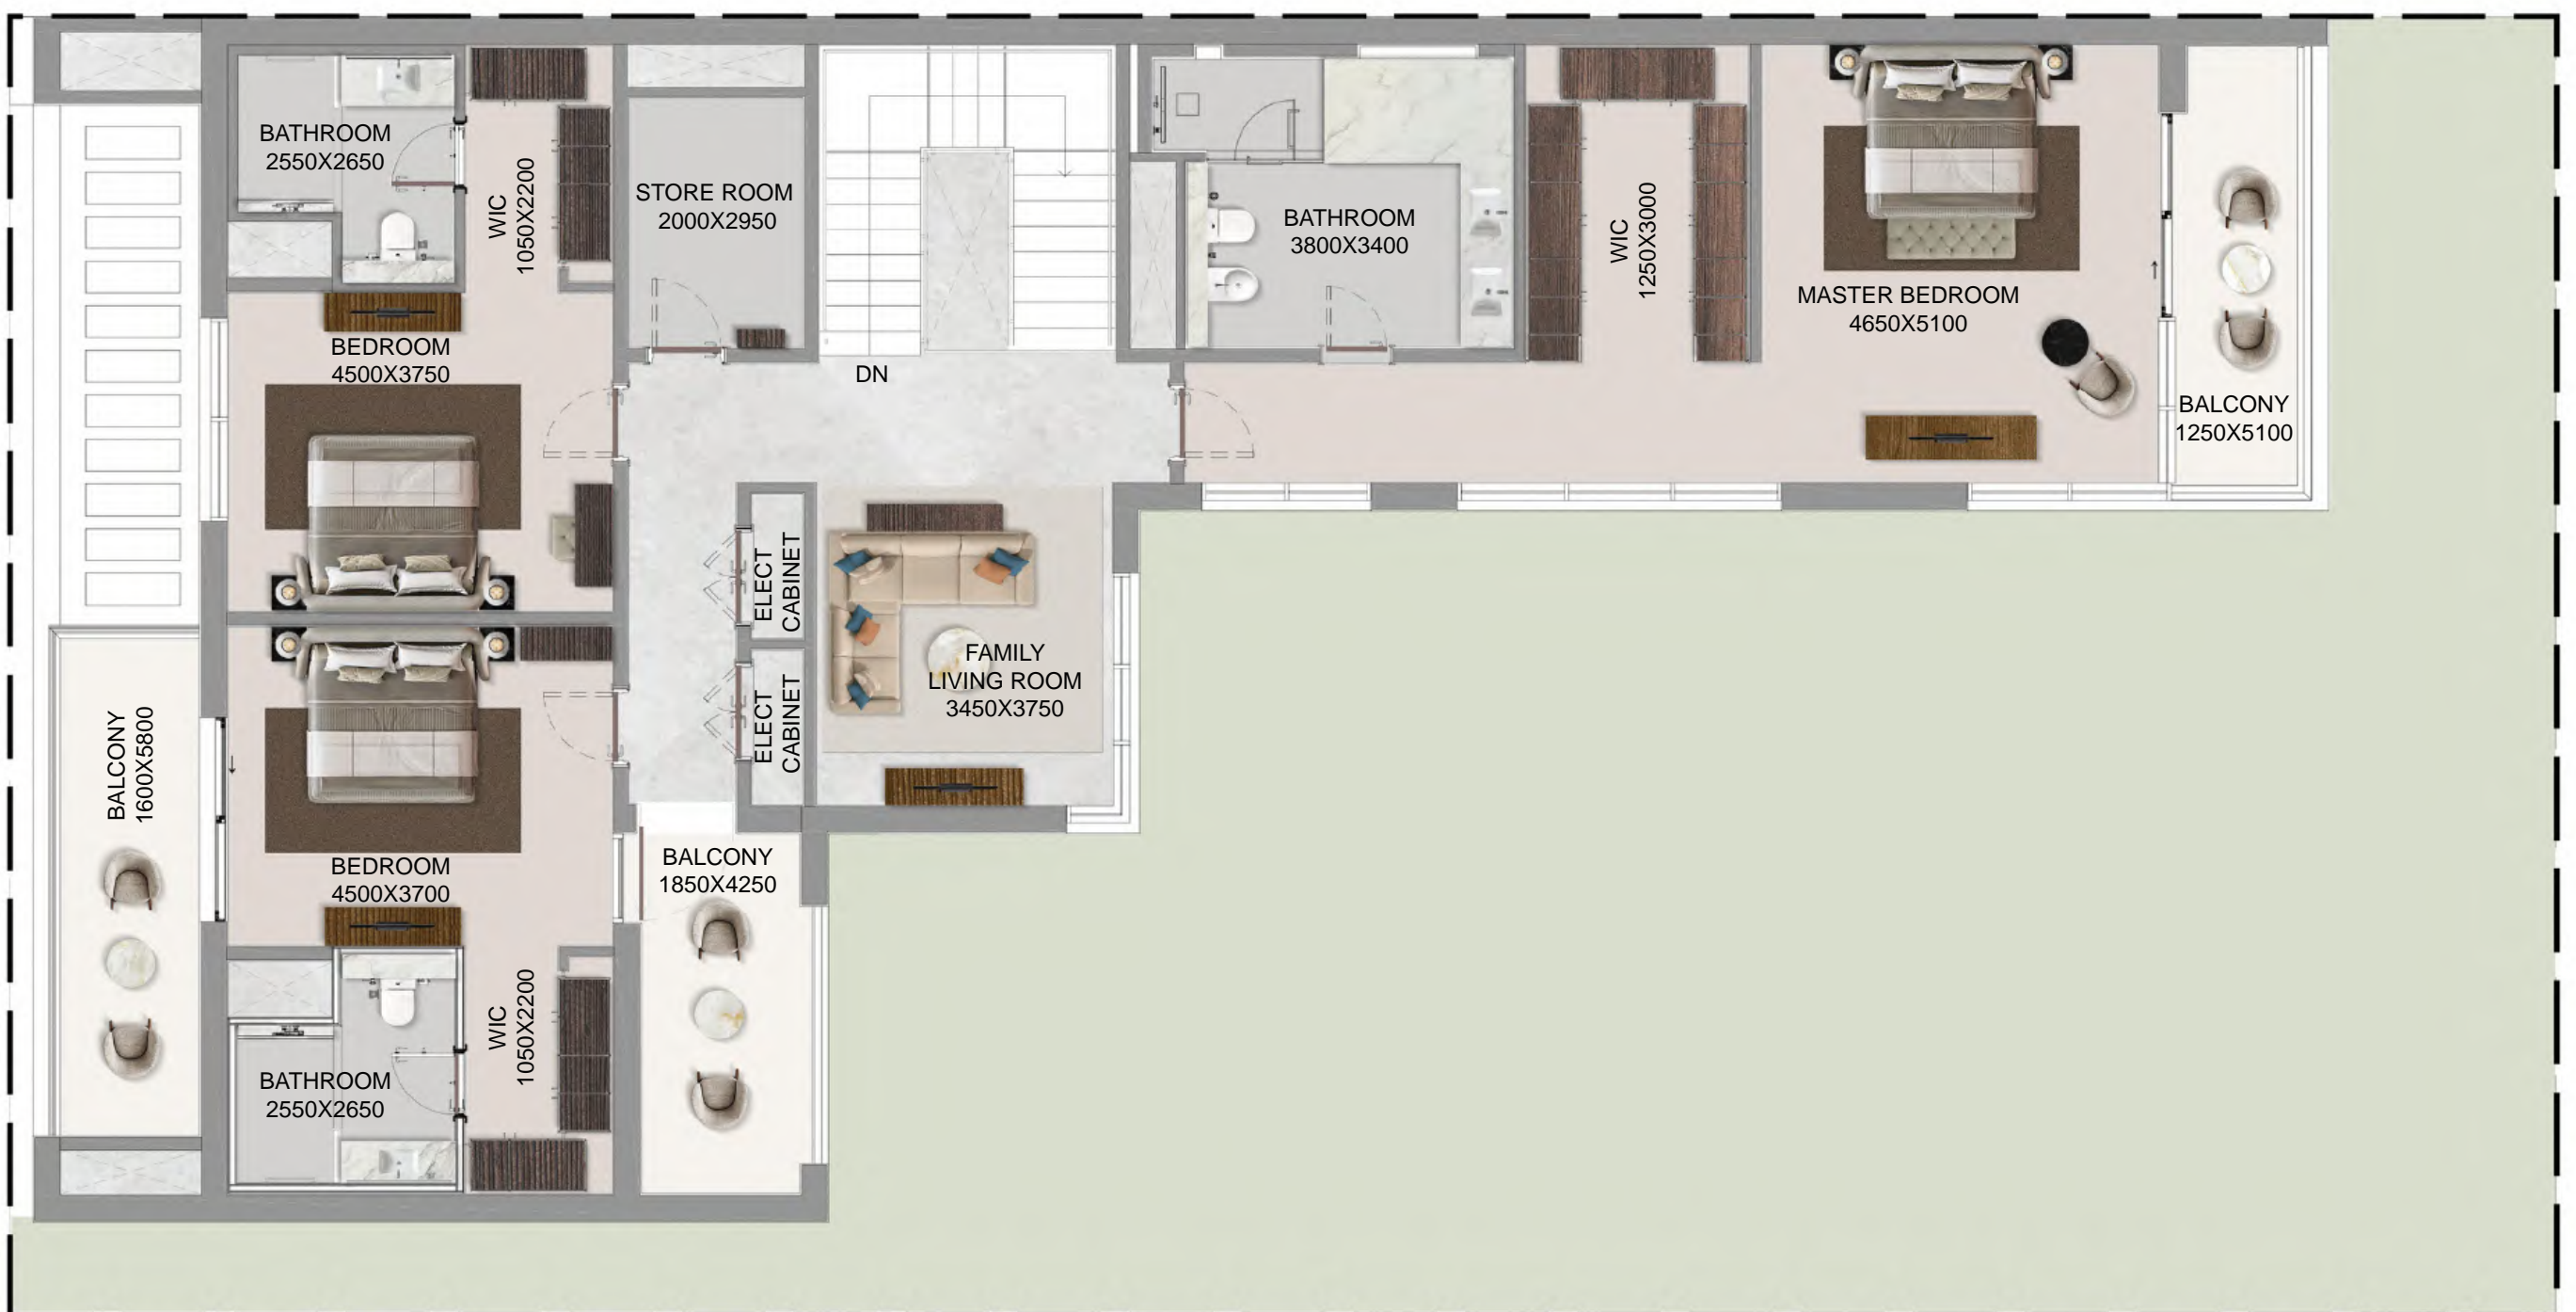 BATHROOM
2550X2650
WIC
1050X2200
STORE ROOM
2000X2950
BATHROOM
3800X3400
WIC
1250X3000
MASTER BEDROOM
4650X5100
BEDROOM
4500X3750
DN
BALCONY
1250X5100
ELECT
CABINET
FAMILY
LIVING ROOM
3450X3750
ELECT
CABINET
BALCONY
1600X5800
BEDROOM
4500X3700
BALCONY
1850X4250
WIC
1050X2200
BATHROOM
2550X2650